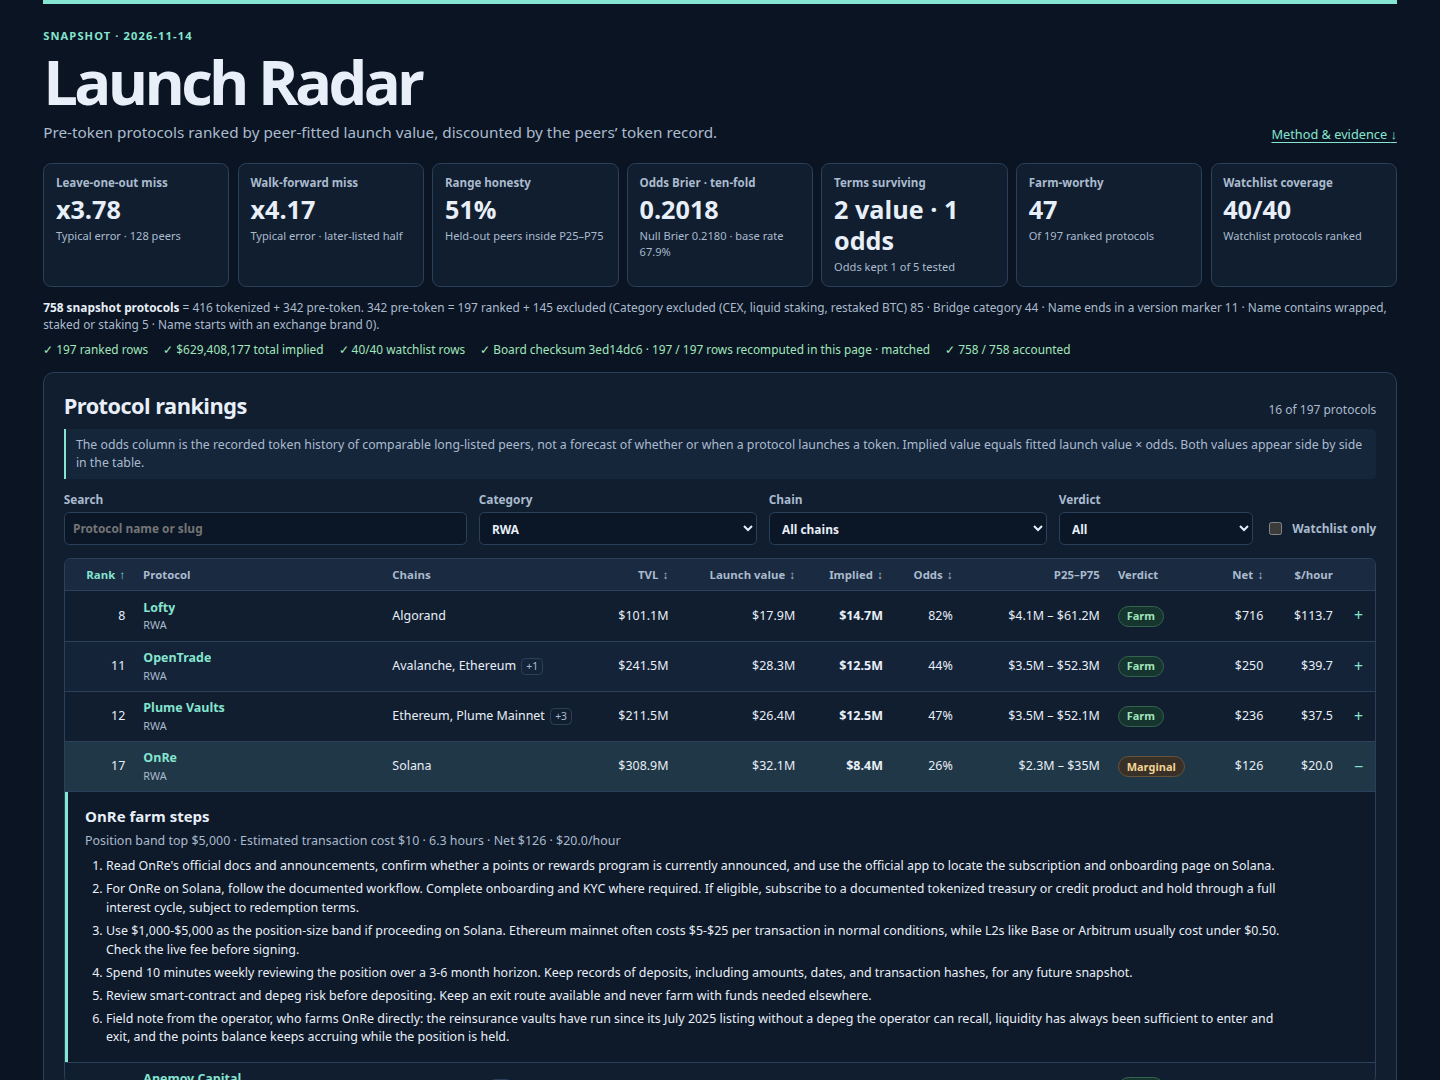 SNAPSHOT · 2026-11-14
Launch Radar
Pre-token protocols ranked by peer-fitted launch value, discounted by the peers’ token record.
Method & evidence ↓
Leave-one-out miss
x3.78
Typical error · 128 peers
Walk-forward miss
x4.17
Typical error · later-listed half
Range honesty
51%
Held-out peers inside P25–P75
Odds Brier · ten-fold
0.2018
Null Brier 0.2180 · base rate
67.9%
Terms surviving
2 value · 1
odds
Odds kept 1 of 5 tested
Farm-worthy
47
Of 197 ranked protocols
Watchlist coverage
40/40
Watchlist protocols ranked
758 snapshot protocols = 416 tokenized + 342 pre-token. 342 pre-token = 197 ranked + 145 excluded (Category excluded (CEX, liquid staking, restaked BTC) 85 · Bridge category 44 · Name ends in a version marker 11 · Name contains wrapped,
staked or staking 5 · Name starts with an exchange brand 0).
✓ 197 ranked rows ✓ $629,408,177 total implied ✓ 40/40 watchlist rows ✓ Board checksum 3ed14dc6 · 197 / 197 rows recomputed in this page · matched ✓ 758 / 758 accounted
Protocol rankings
16 of 197 protocols
The odds column is the recorded token history of comparable long-listed peers, not a forecast of whether or when a protocol launches a token. Implied value equals fitted launch value × odds. Both values appear side by side
in the table.
Search
Protocol name or slug
Category
RWA
Chain
All chains
Verdict
All
Watchlist only
Rank ↑ Protocol Chains TVL ↕ Launch value ↕ Implied ↕ Odds ↕ P25–P75 Verdict Net ↕ $/hour
8 Lofty Algorand $101.1M $17.9M $14.7M 82% $4.1M – $61.2M Farm $716 $113.7 +
RWA
11 OpenTrade Avalanche, Ethereum +1 $241.5M $28.3M $12.5M 44% $3.5M – $52.3M Farm $250 $39.7 +
RWA
12 Plume Vaults Ethereum, Plume Mainnet +3 $211.5M $26.4M $12.5M 47% $3.5M – $52.1M Farm $236 $37.5 +
RWA
17 OnRe Solana $308.9M $32.1M $8.4M 26% $2.3M – $35M Marginal $126 $20.0 −
RWA
OnRe farm steps
Position band top $5,000 · Estimated transaction cost $10 · 6.3 hours · Net $126 · $20.0/hour
1. Read OnRe's official docs and announcements, confirm whether a points or rewards program is currently announced, and use the official app to locate the subscription and onboarding page on Solana.
2. For OnRe on Solana, follow the documented workflow. Complete onboarding and KYC where required. If eligible, subscribe to a documented tokenized treasury or credit product and hold through a full
interest cycle, subject to redemption terms.
3. Use $1,000-$5,000 as the position-size band if proceeding on Solana. Ethereum mainnet often costs $5-$25 per transaction in normal conditions, while L2s like Base or Arbitrum usually cost under $0.50.
Check the live fee before signing.
4. Spend 10 minutes weekly reviewing the position over a 3-6 month horizon. Keep records of deposits, including amounts, dates, and transaction hashes, for any future snapshot.
5. Review smart-contract and depeg risk before depositing. Keep an exit route available and never farm with funds needed elsewhere.
6. Field note from the operator, who farms OnRe directly: the reinsurance vaults have run since its July 2025 listing without a depeg the operator can recall, liquidity has always been sufficient to enter and
exit, and the points balance keeps accruing while the position is held.
Anemoy Capital